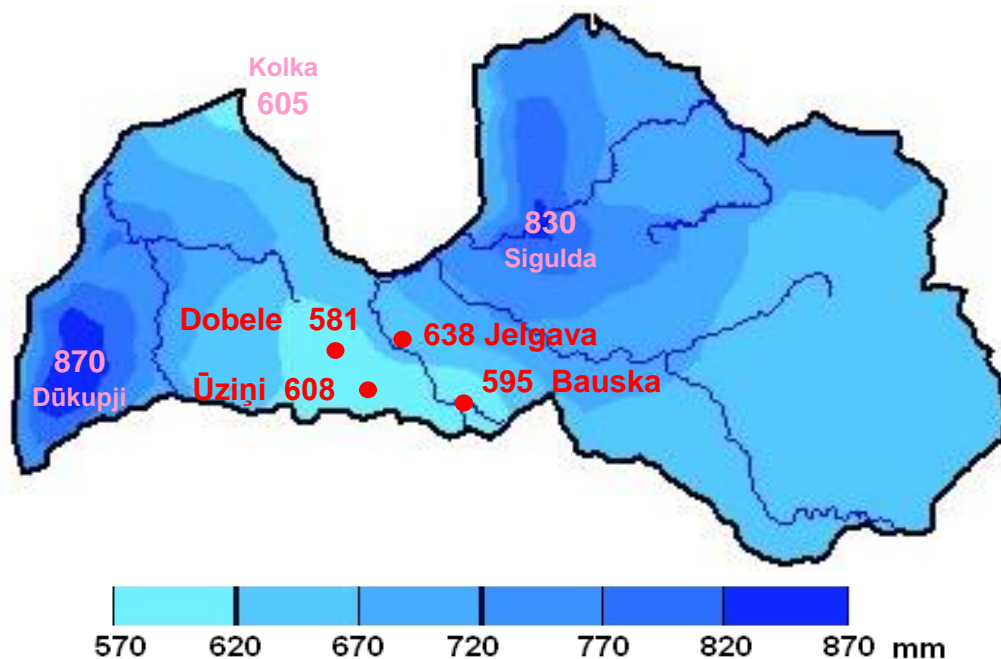 Kolka
605
830
Sigulda
Dobele 581
638 Jelgava
870
Dūkupji
Ūziņi 608
595 Bauska
570 620 670 720 770 820 870 mm